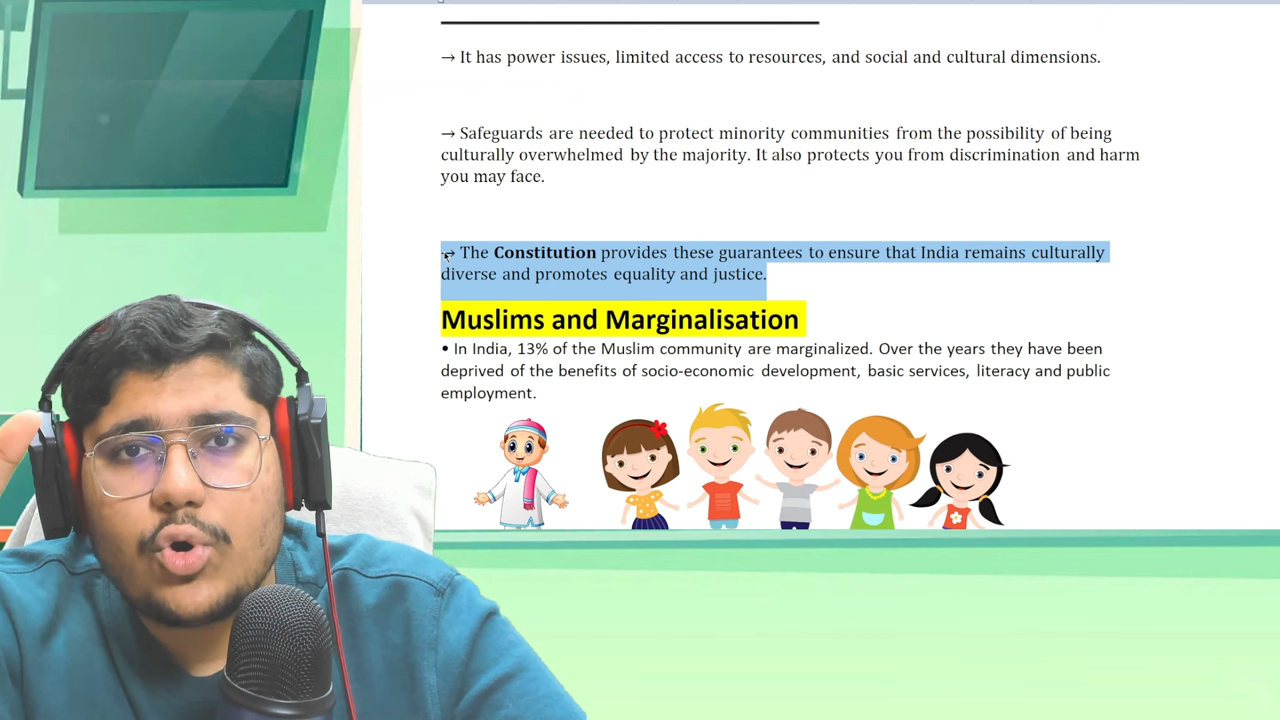 → It has power issues, limited access to resources, and social and cultural dimensions.
→ Safeguards are needed to protect minority communities from the possibility of being
culturally overwhelmed by the majority. It also protects you from discrimination and harm
you may face.
→ The Constitution provides these guarantees to ensure that India remains culturally
diverse and promotes equality and justice.
Muslims and Marginalisation
• In India, 13% of the Muslim community are marginalized. Over the years they have been
deprived of the benefits of socio-economic development, basic services, literacy and public
employment.